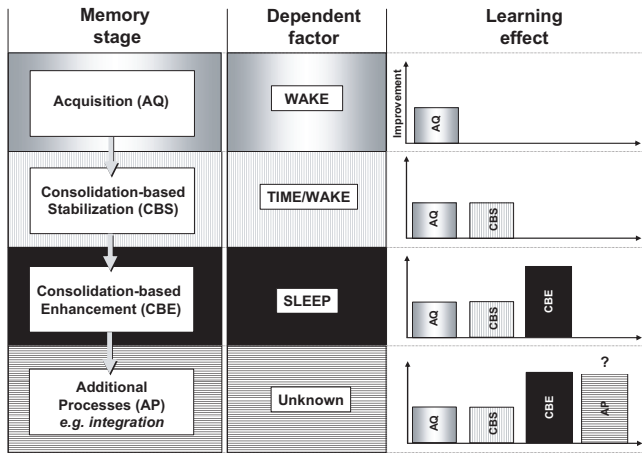 Memory
stage
Dependent
factor
Learning
effect
Acquisition (AQ)
WAKE
Improvement
AQ
Consolidation-based
Stabilization (CBS)
TIME/WAKE
AQ
CBS
Consolidation-based
Enhancement (CBE)
SLEEP
AQ
CBS
CBE
Additional
Processes (AP)
e.g. integration
Unknown
AQ
CBS
CBE
?
AP